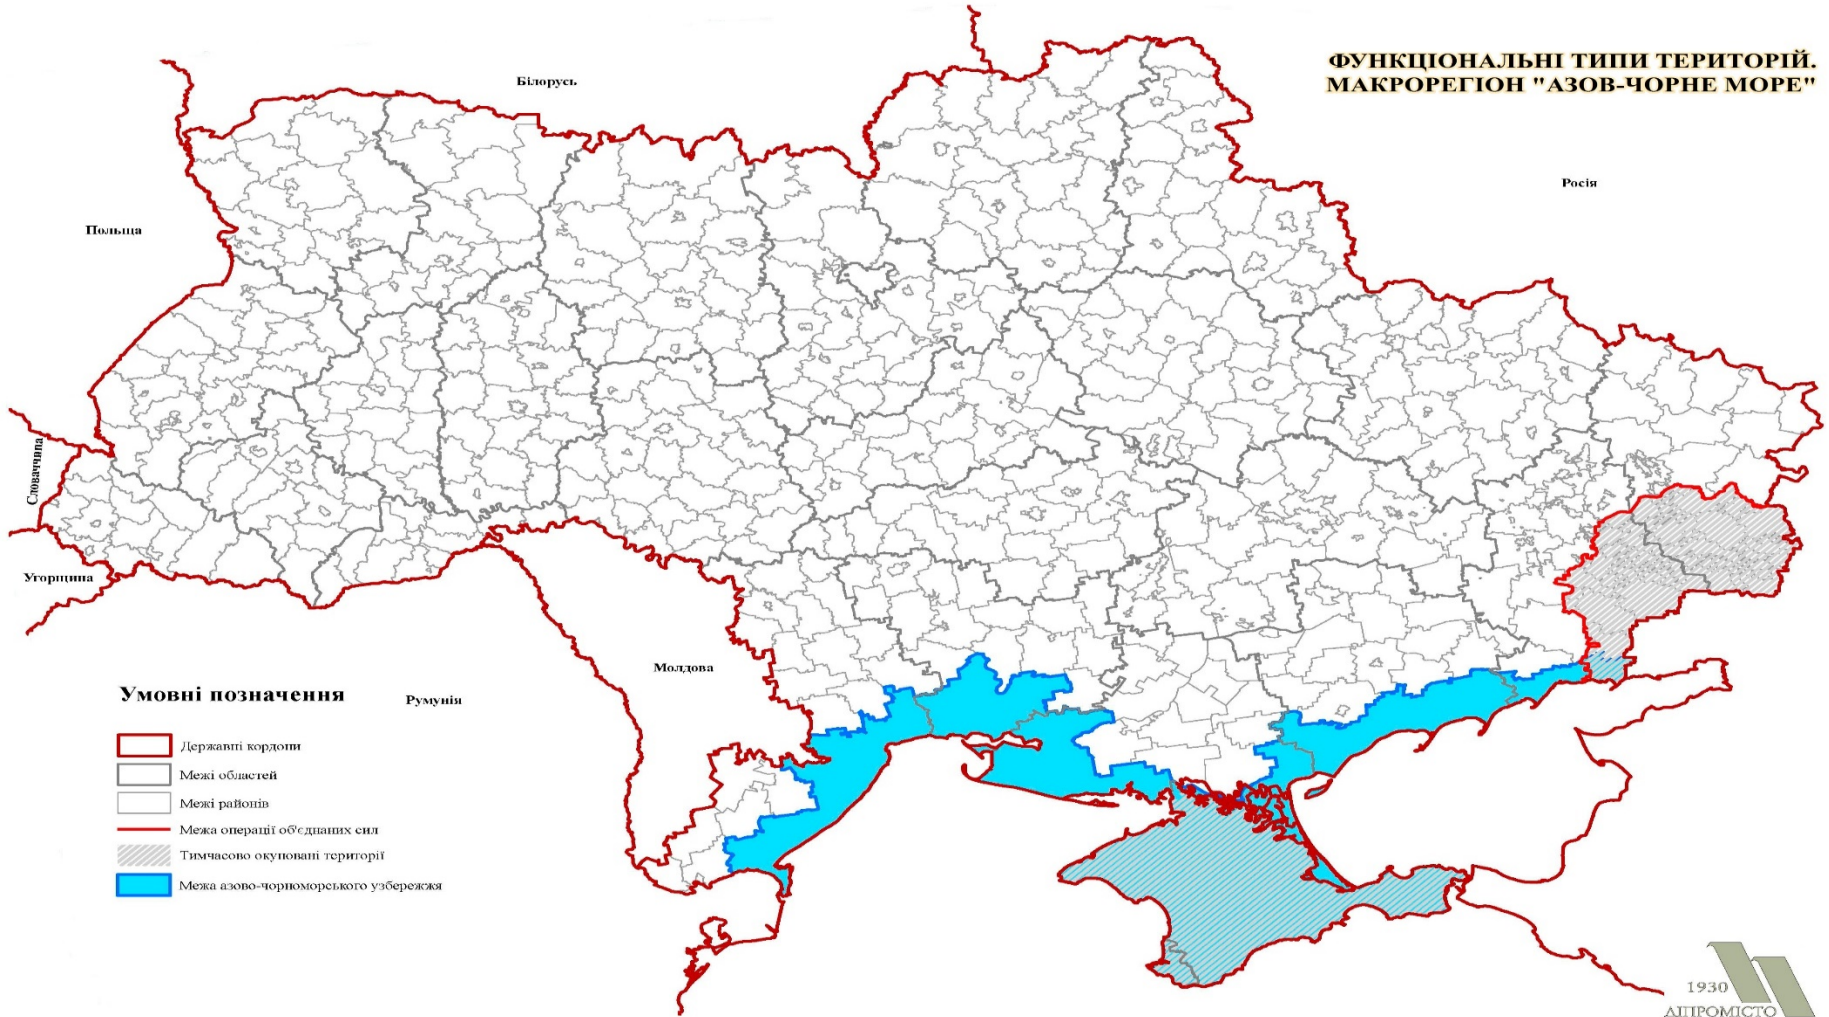 ФУНКЦІОНАЛЬНІ ТИПИ ТЕРИТОРІЙ.
МАКРОРЕГІОН "АЗОВ-ЧОРНЕ МОРЕ"
Білорусь
Росія
Польща
Словаччина
Угорщина
Молдова
Румунія
Умовні позначення
Державні кордони
Межі областей
Межі районів
Межа операції об'єднаних сил
Тимчасово окуповані території
Межа азово-чорноморського узбережжя
1930
ДІПРОМІСТО